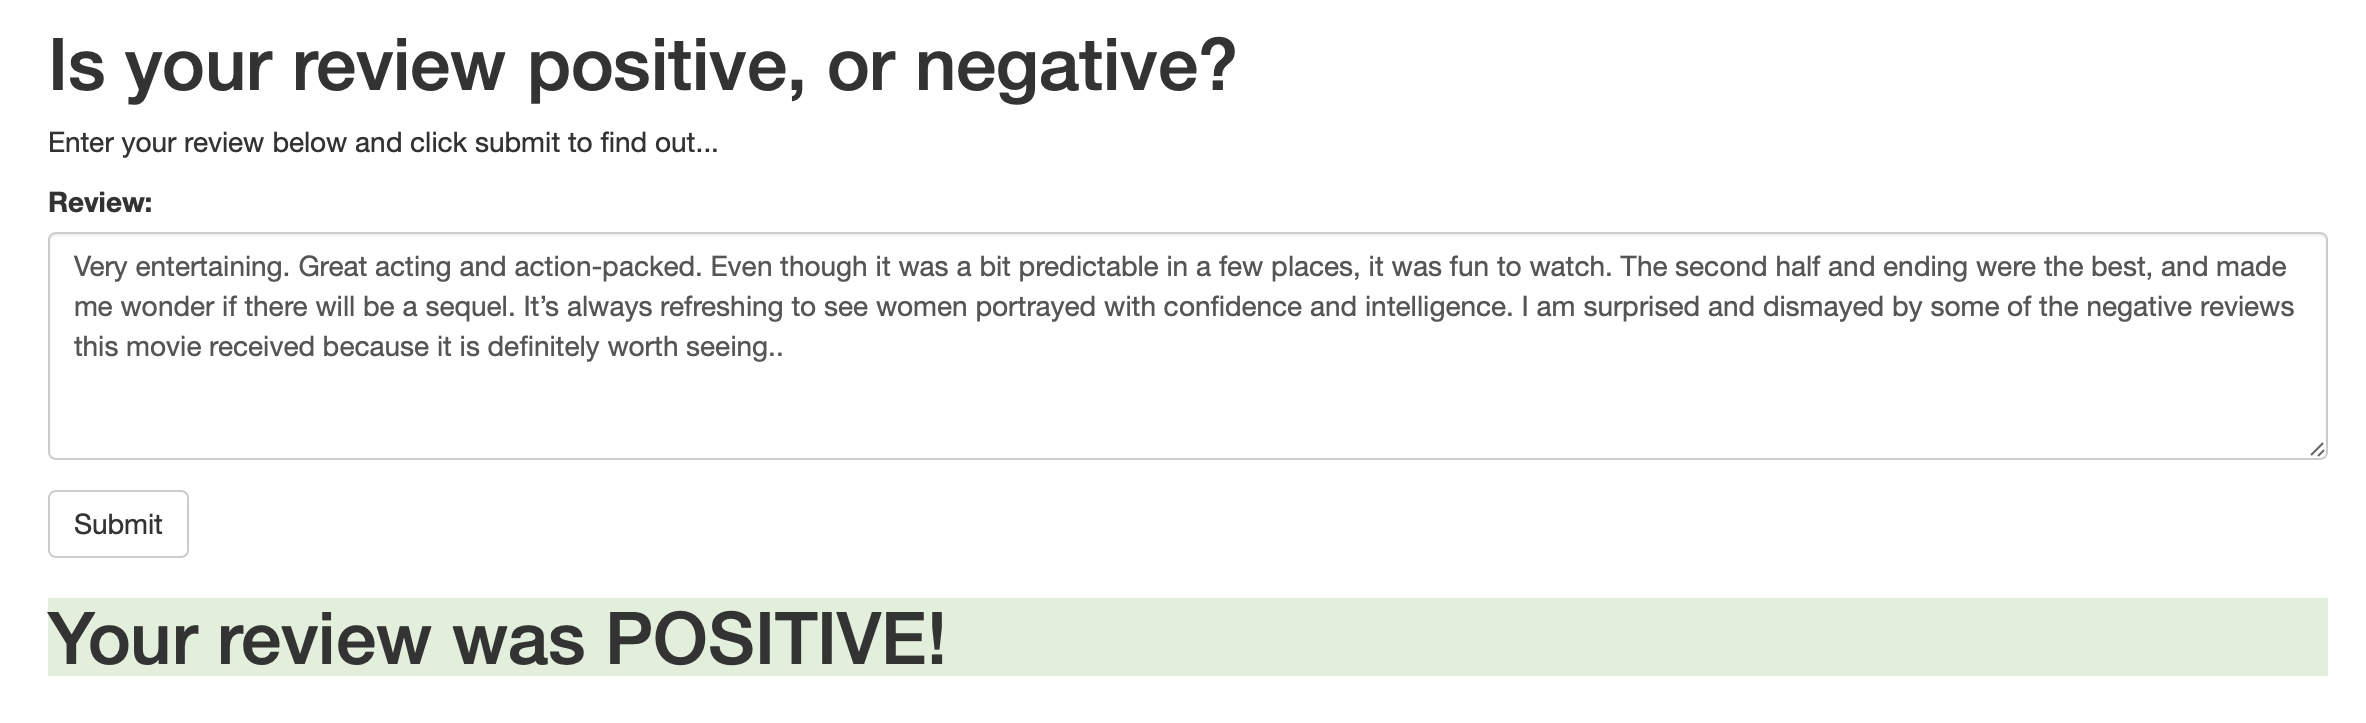 Is your review positive, or negative?
Enter your review below and click submit to find out...
Review:
Very entertaining. Great acting and action-packed. Even though it was a bit predictable in a few places, it was fun to watch. The second half and ending were the best, and made
me wonder if there will be a sequel. It’s always refreshing to see women portrayed with confidence and intelligence. I am surprised and dismayed by some of the negative reviews
this movie received because it is definitely worth seeing..
Submit
Your review was POSITIVE!